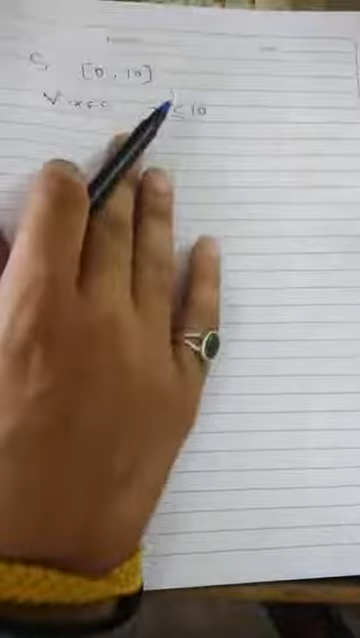 S [0, 10]
∀ x ∈ S ≤ 10